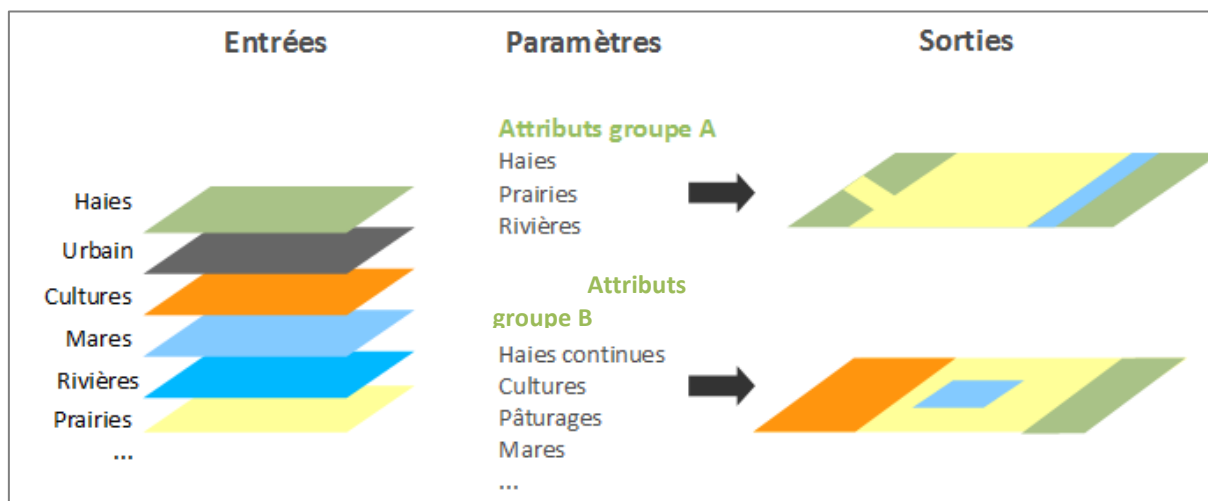 Entrées
Paramètres
Sorties
Haies
Urbain
Cultures
Mares
Rivières
Prairies
...
Attributs groupe A
Haies
Prairies
Rivières
Attributs
groupe B
Haies continues
Cultures
Pâturages
Mares
...